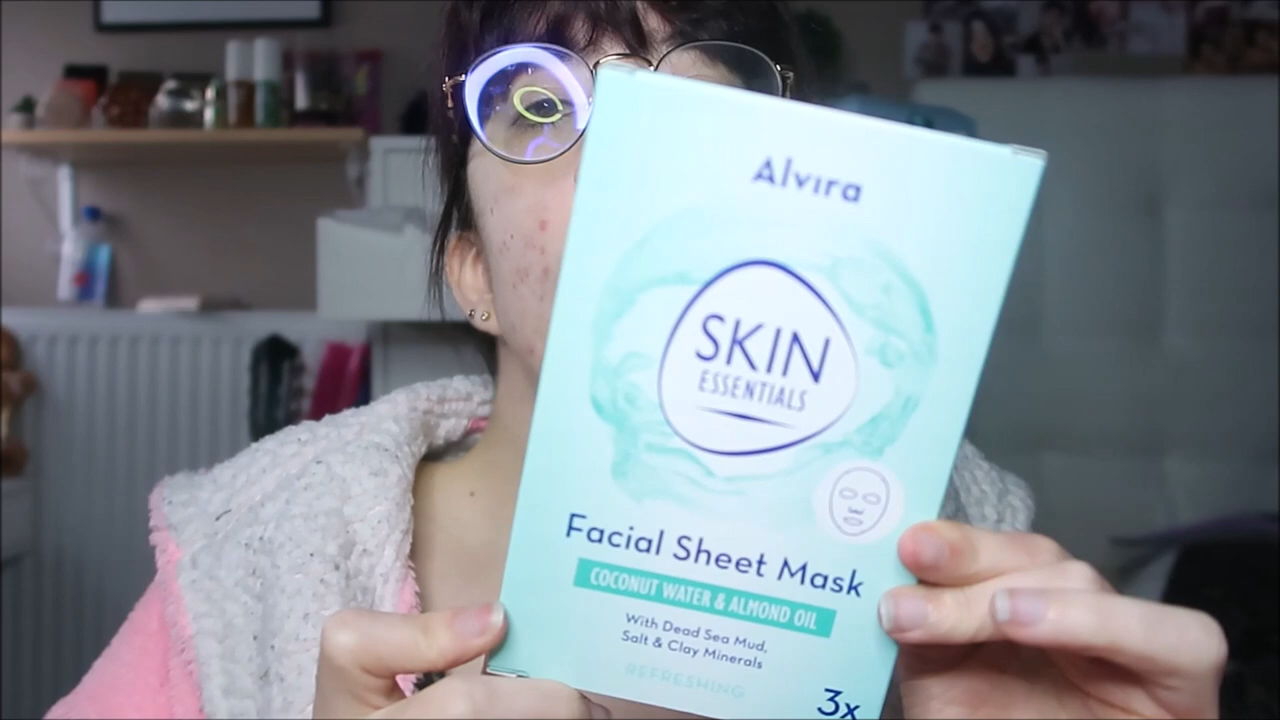 Alvira
SKIN
ESSENTIALS
Facial Sheet Mask
COCONUT WATER & ALMOND OIL
With Dead Sea Mud,
Salt & Clay Minerals
REFRESHING
3x